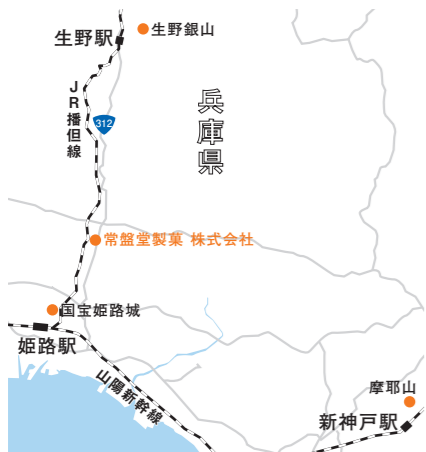 生野駅
生野銀山
JR播但線
312
兵庫県
常盤堂製菓 株式会社
国宝姫路城
姫路駅
山陽新幹線
摩耶山
新神戸駅